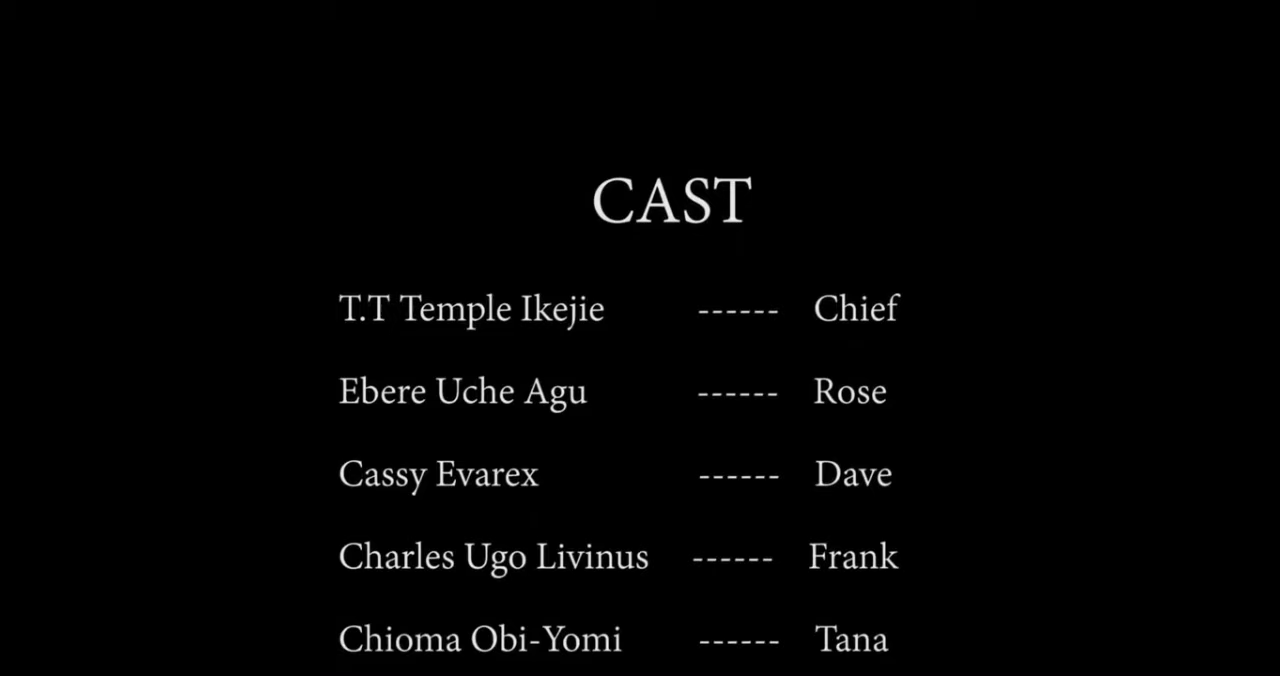 CAST
T.T Temple Ikejie ------ Chief
Ebere Uche Agu ------ Rose
Cassy Evarex ------ Dave
Charles Ugo Livinus ------ Frank
Chioma Obi-Yomi ------ Tana